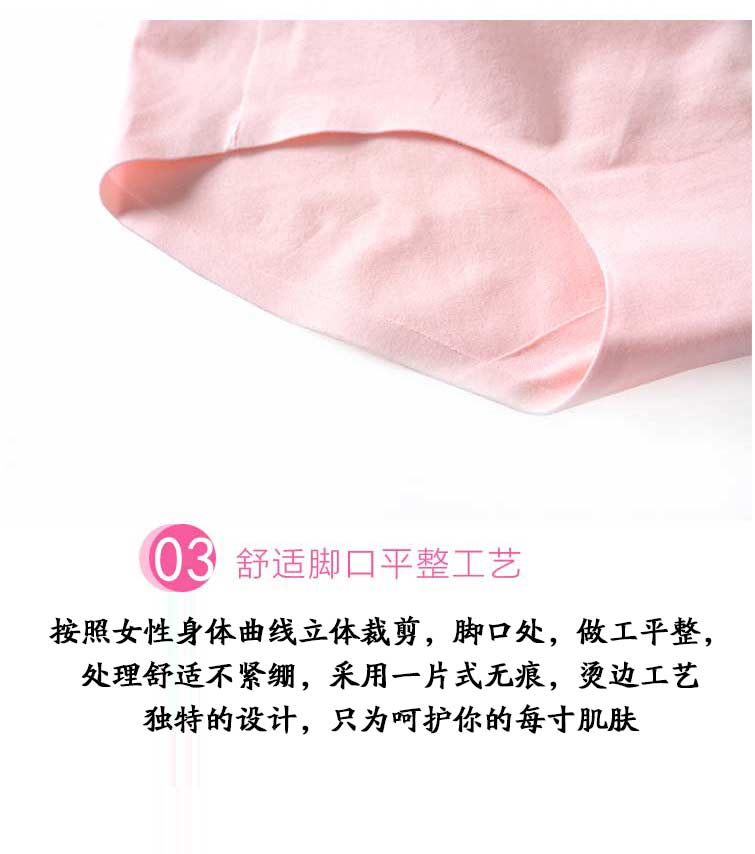 03 舒适脚口平整工艺
按照女性身体曲线立体裁剪，脚口处，做工平整，
处理舒适不紧绷，采用一片式无痕，烫边工艺
独特的设计，只为呵护你的每寸肌肤